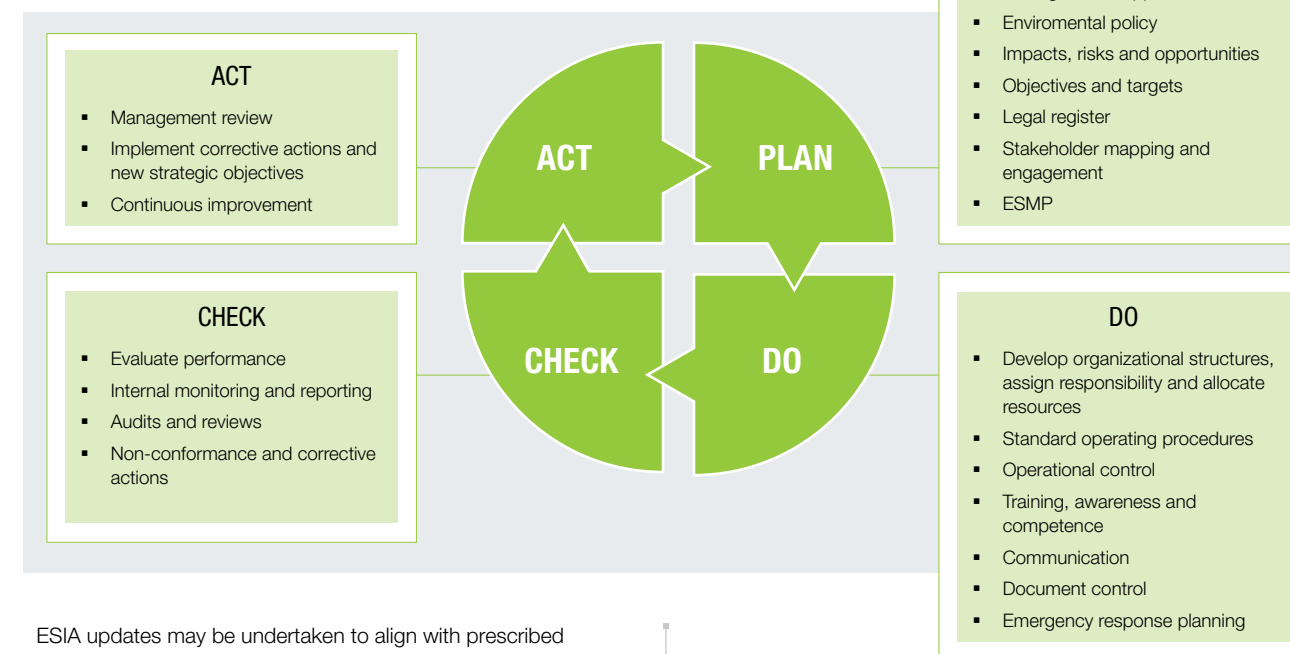 ACT
▪ Management review
▪ Implement corrective actions and
new strategic objectives
▪ Continuous improvement
CHECK
▪ Evaluate performance
▪ Internal monitoring and reporting
▪ Audits and reviews
▪ Non-conformance and corrective
actions
ACT
PLAN
CHECK
DO
▪ Enviromental policy
▪ Impacts, risks and opportunities
▪ Objectives and targets
▪ Legal register
▪ Stakeholder mapping and
engagement
▪ ESMP
DO
▪ Develop organizational structures,
assign responsibility and allocate
resources
▪ Standard operating procedures
▪ Operational control
▪ Training, awareness and
competence
▪ Communication
▪ Document control
▪ Emergency response planning
ESIA updates may be undertaken to align with prescribed